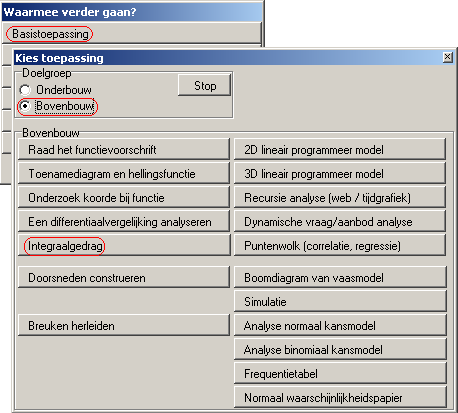 Waarmee verder gaan?
Basistoepassing
Kies toepassing
Doelgroep
Onderbouw
Bovenbouw
Stop
Bovenbouw
Raad het functievoorschrift
2D lineair programmeer model
Toenamediagram en hellingsfunctie
3D lineair programmeer model
Onderzoek koorde bij functie
Recursie analyse (web / tijdgrafiek)
Een differentiaalvergelijking analyseren
Dynamische vraag/aanbod analyse
Integraalgedrag
Puntenwolk (correlatie, regressie)
Doorsneden construeren
Boomdiagram van vaasmodel
Simulatie
Breuken herleiden
Analyse normaal kansmodel
Analyse binomiaal kansmodel
Frequentietabel
Normaal waarschijnlijkheidspapier